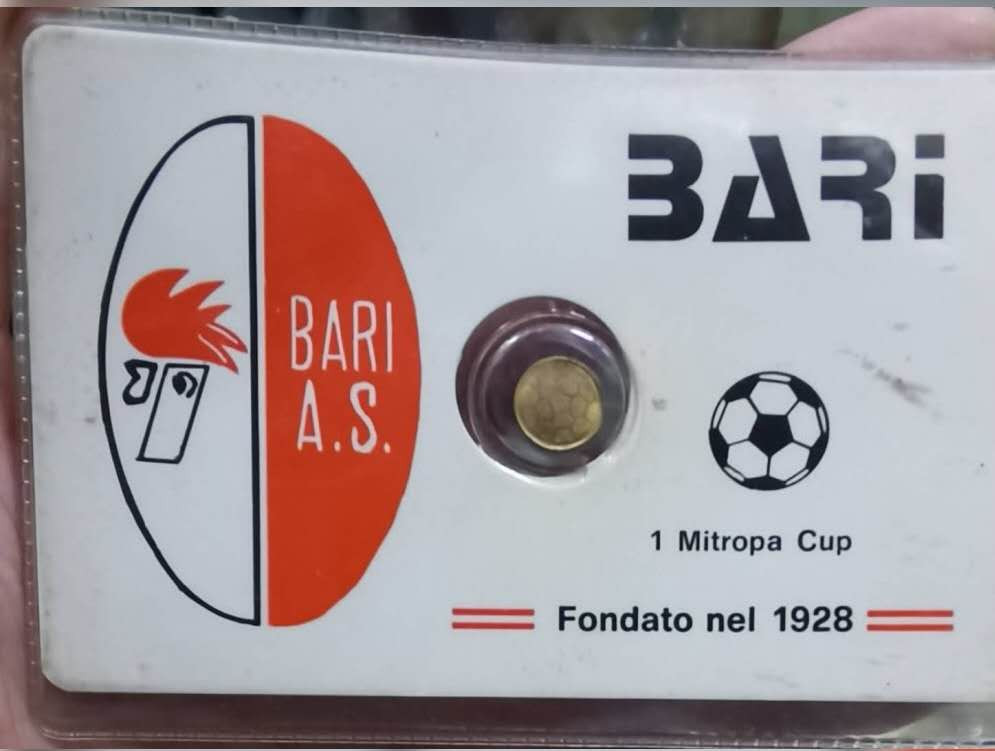 BARI
A.S.
BARi
1 Mitropa Cup
Fondato nel 1928